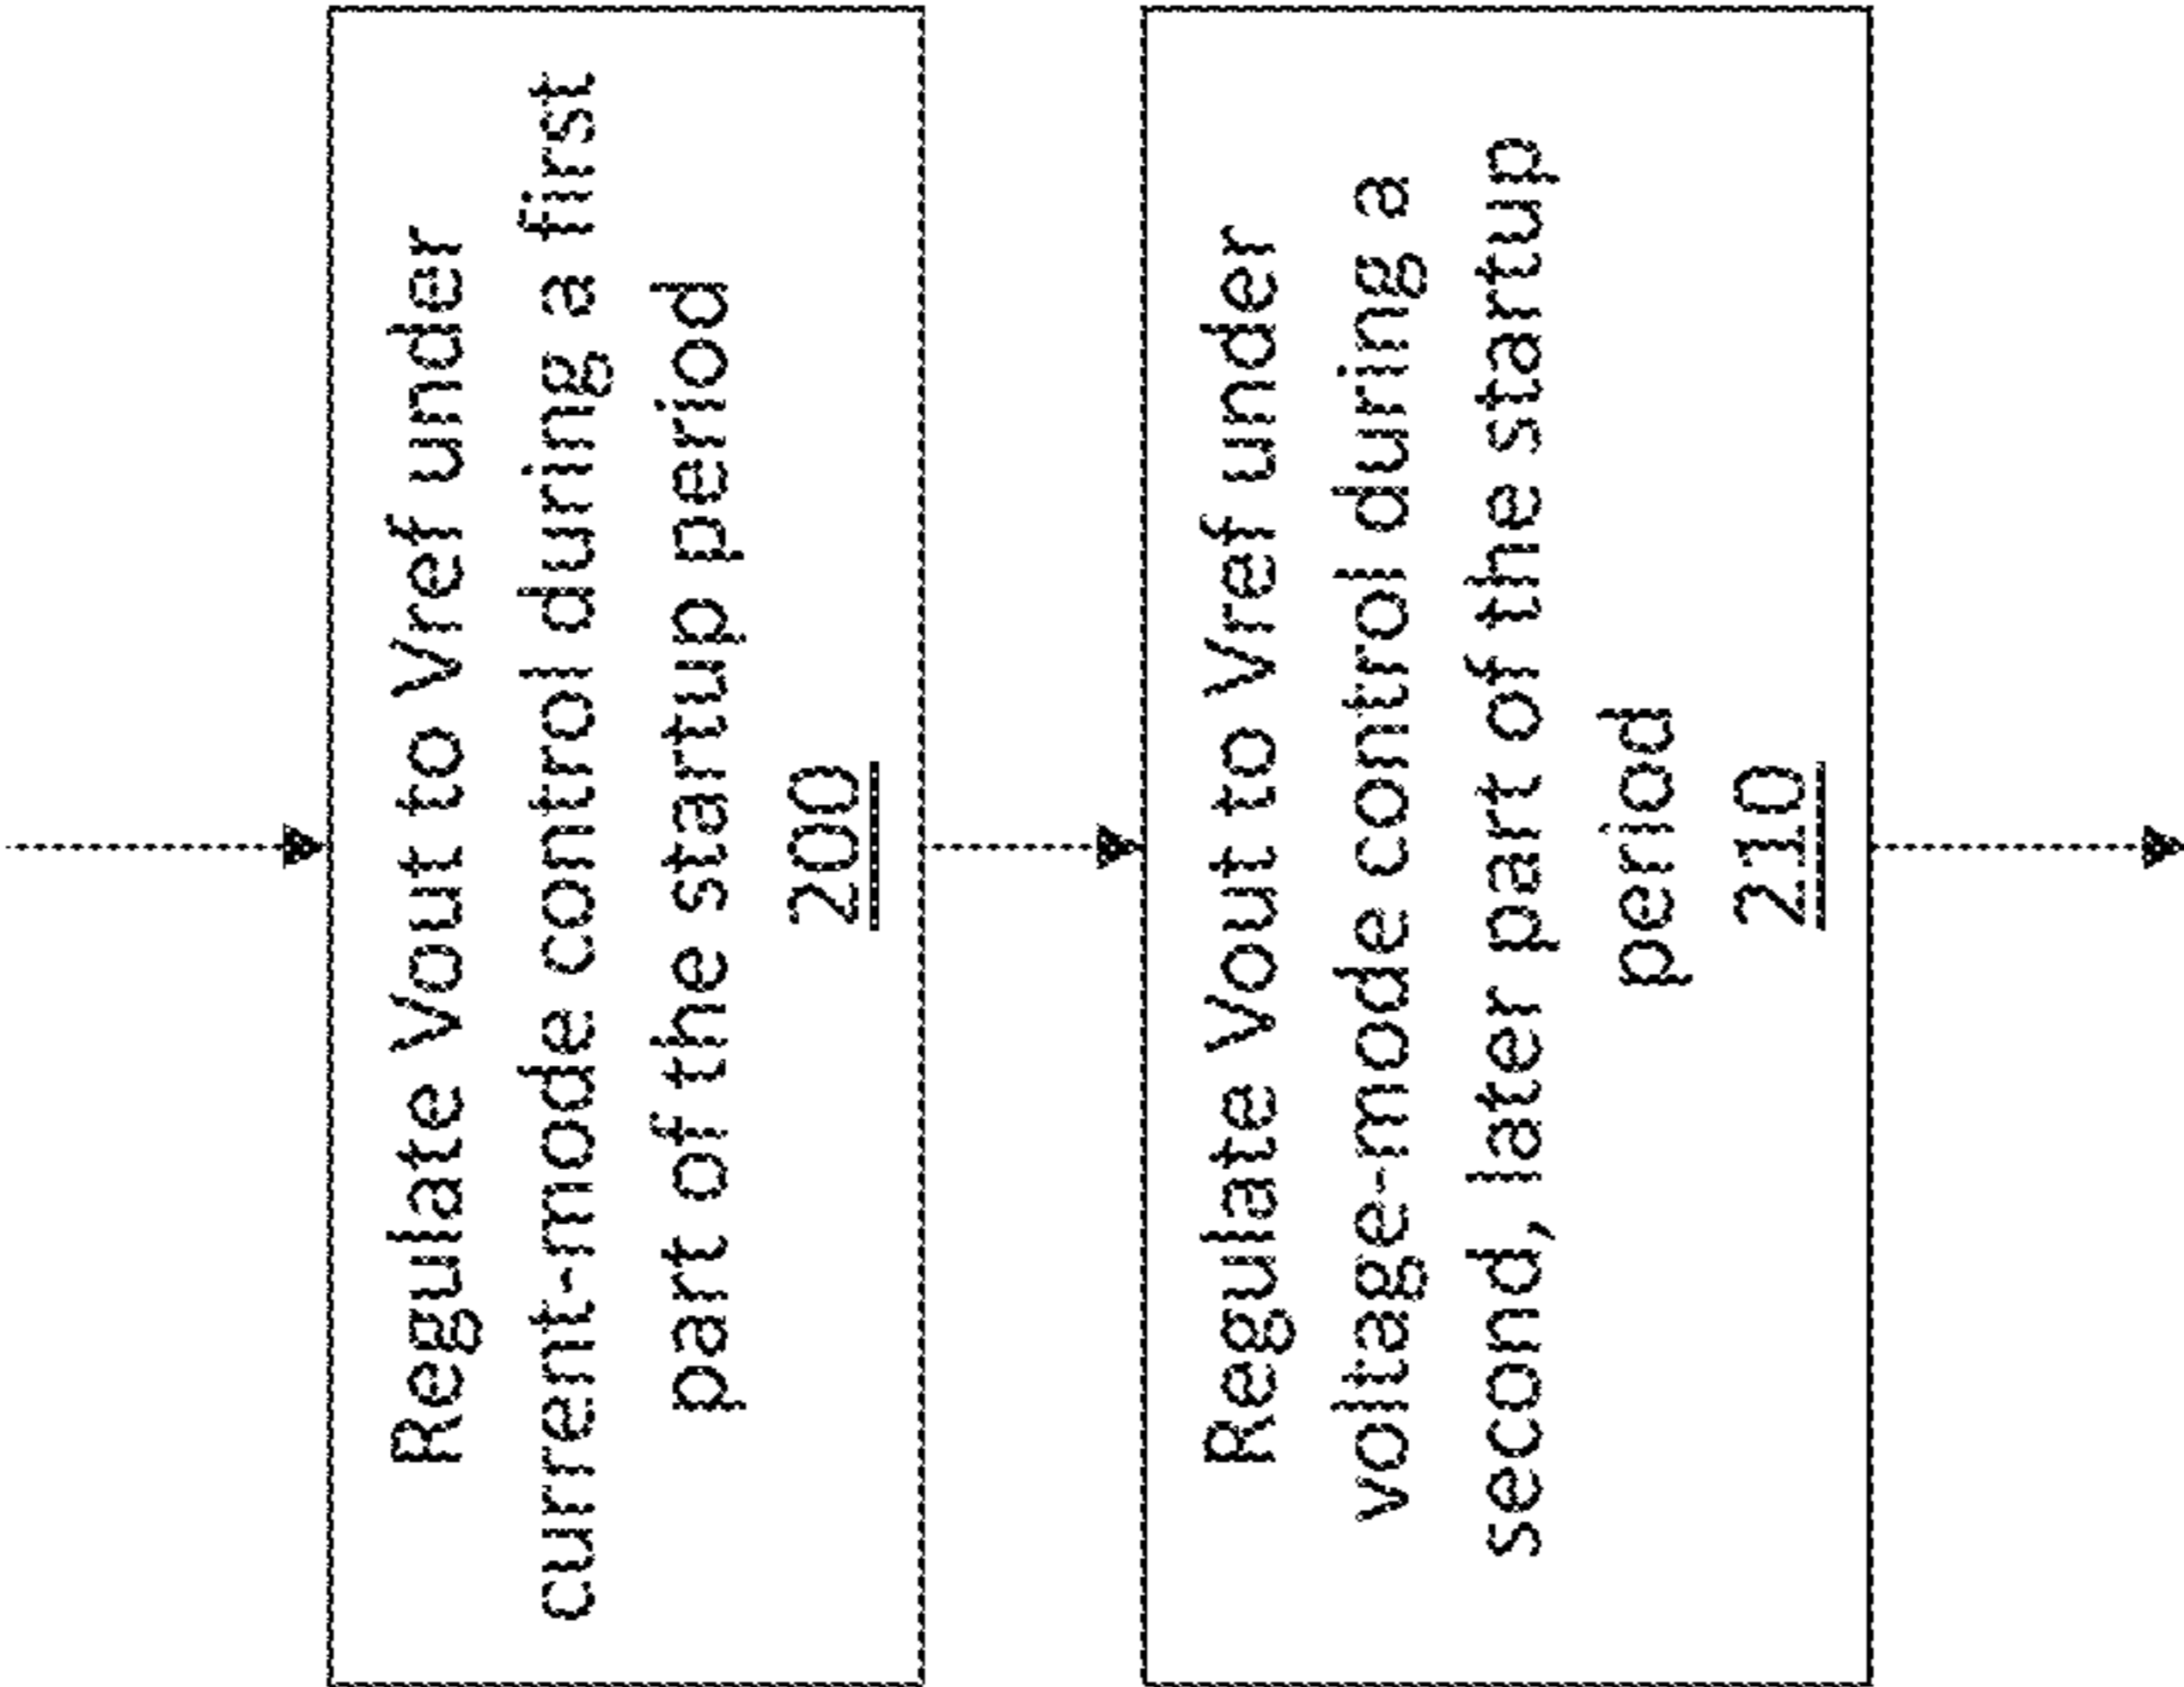 Regulate Vout to Vref under
current-mode control during a first
part of the startup period
200
Regulate Vout to Vref under
voltage-mode control during a
second, later part of the startup
period
210